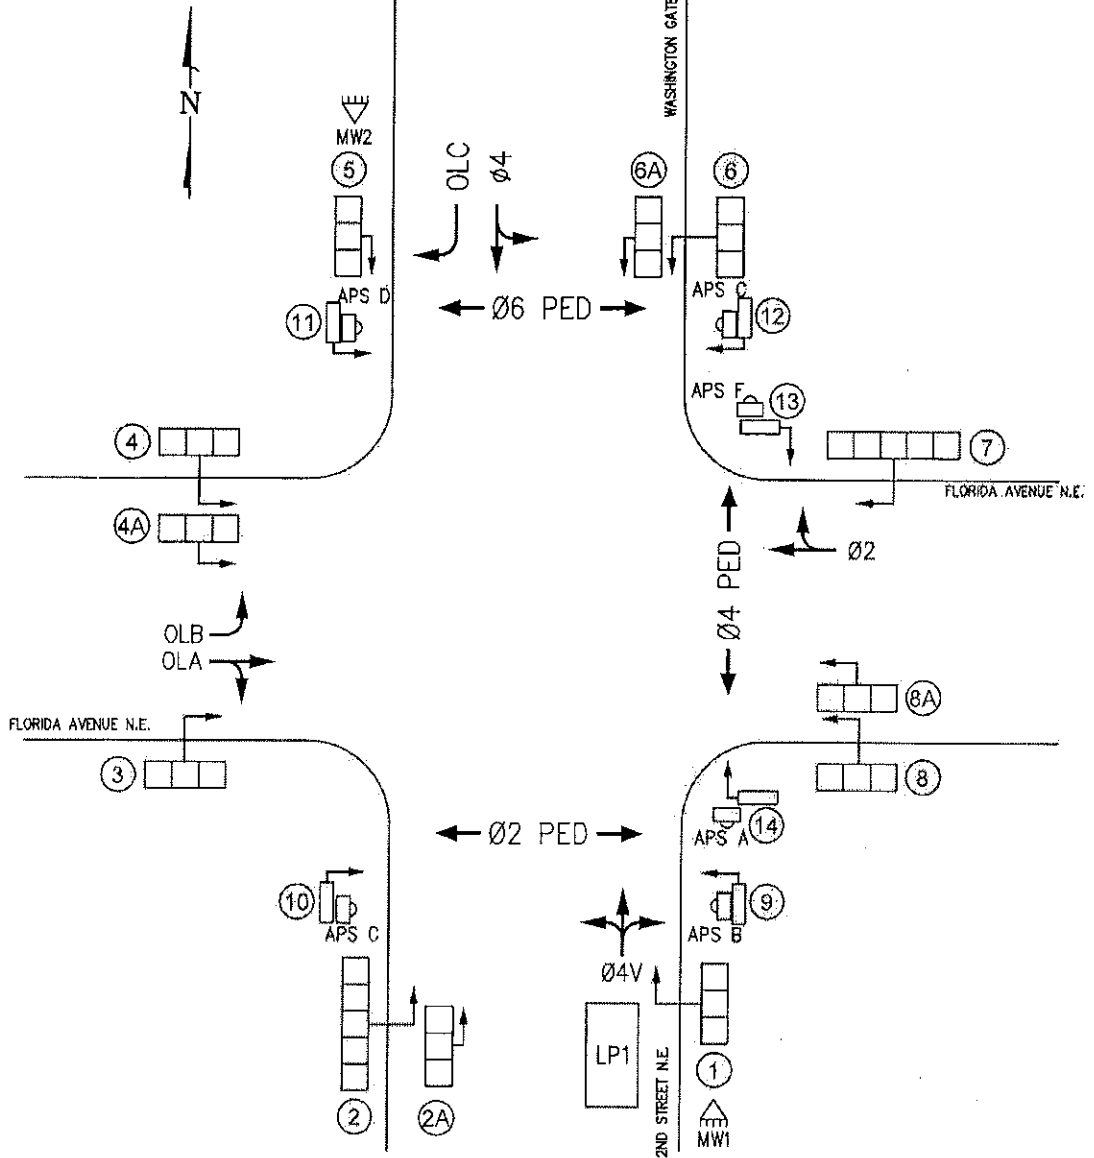 WASHINGTON GATE
N
MW2
5
OLC
Ø4
6A
6
APS D
Ø6 PED
APS C
11
12
APS F
13
4
7
FLORIDA AVENUE N.E.
4A
Ø2
Ø4 PED
OLB
OLA
8A
FLORIDA AVENUE N.E.
3
8
Ø2 PED
APS A
14
10
9
APS C
APS B
Ø4V
LP1
2ND STREET N.E.
1
2
2A
MW1